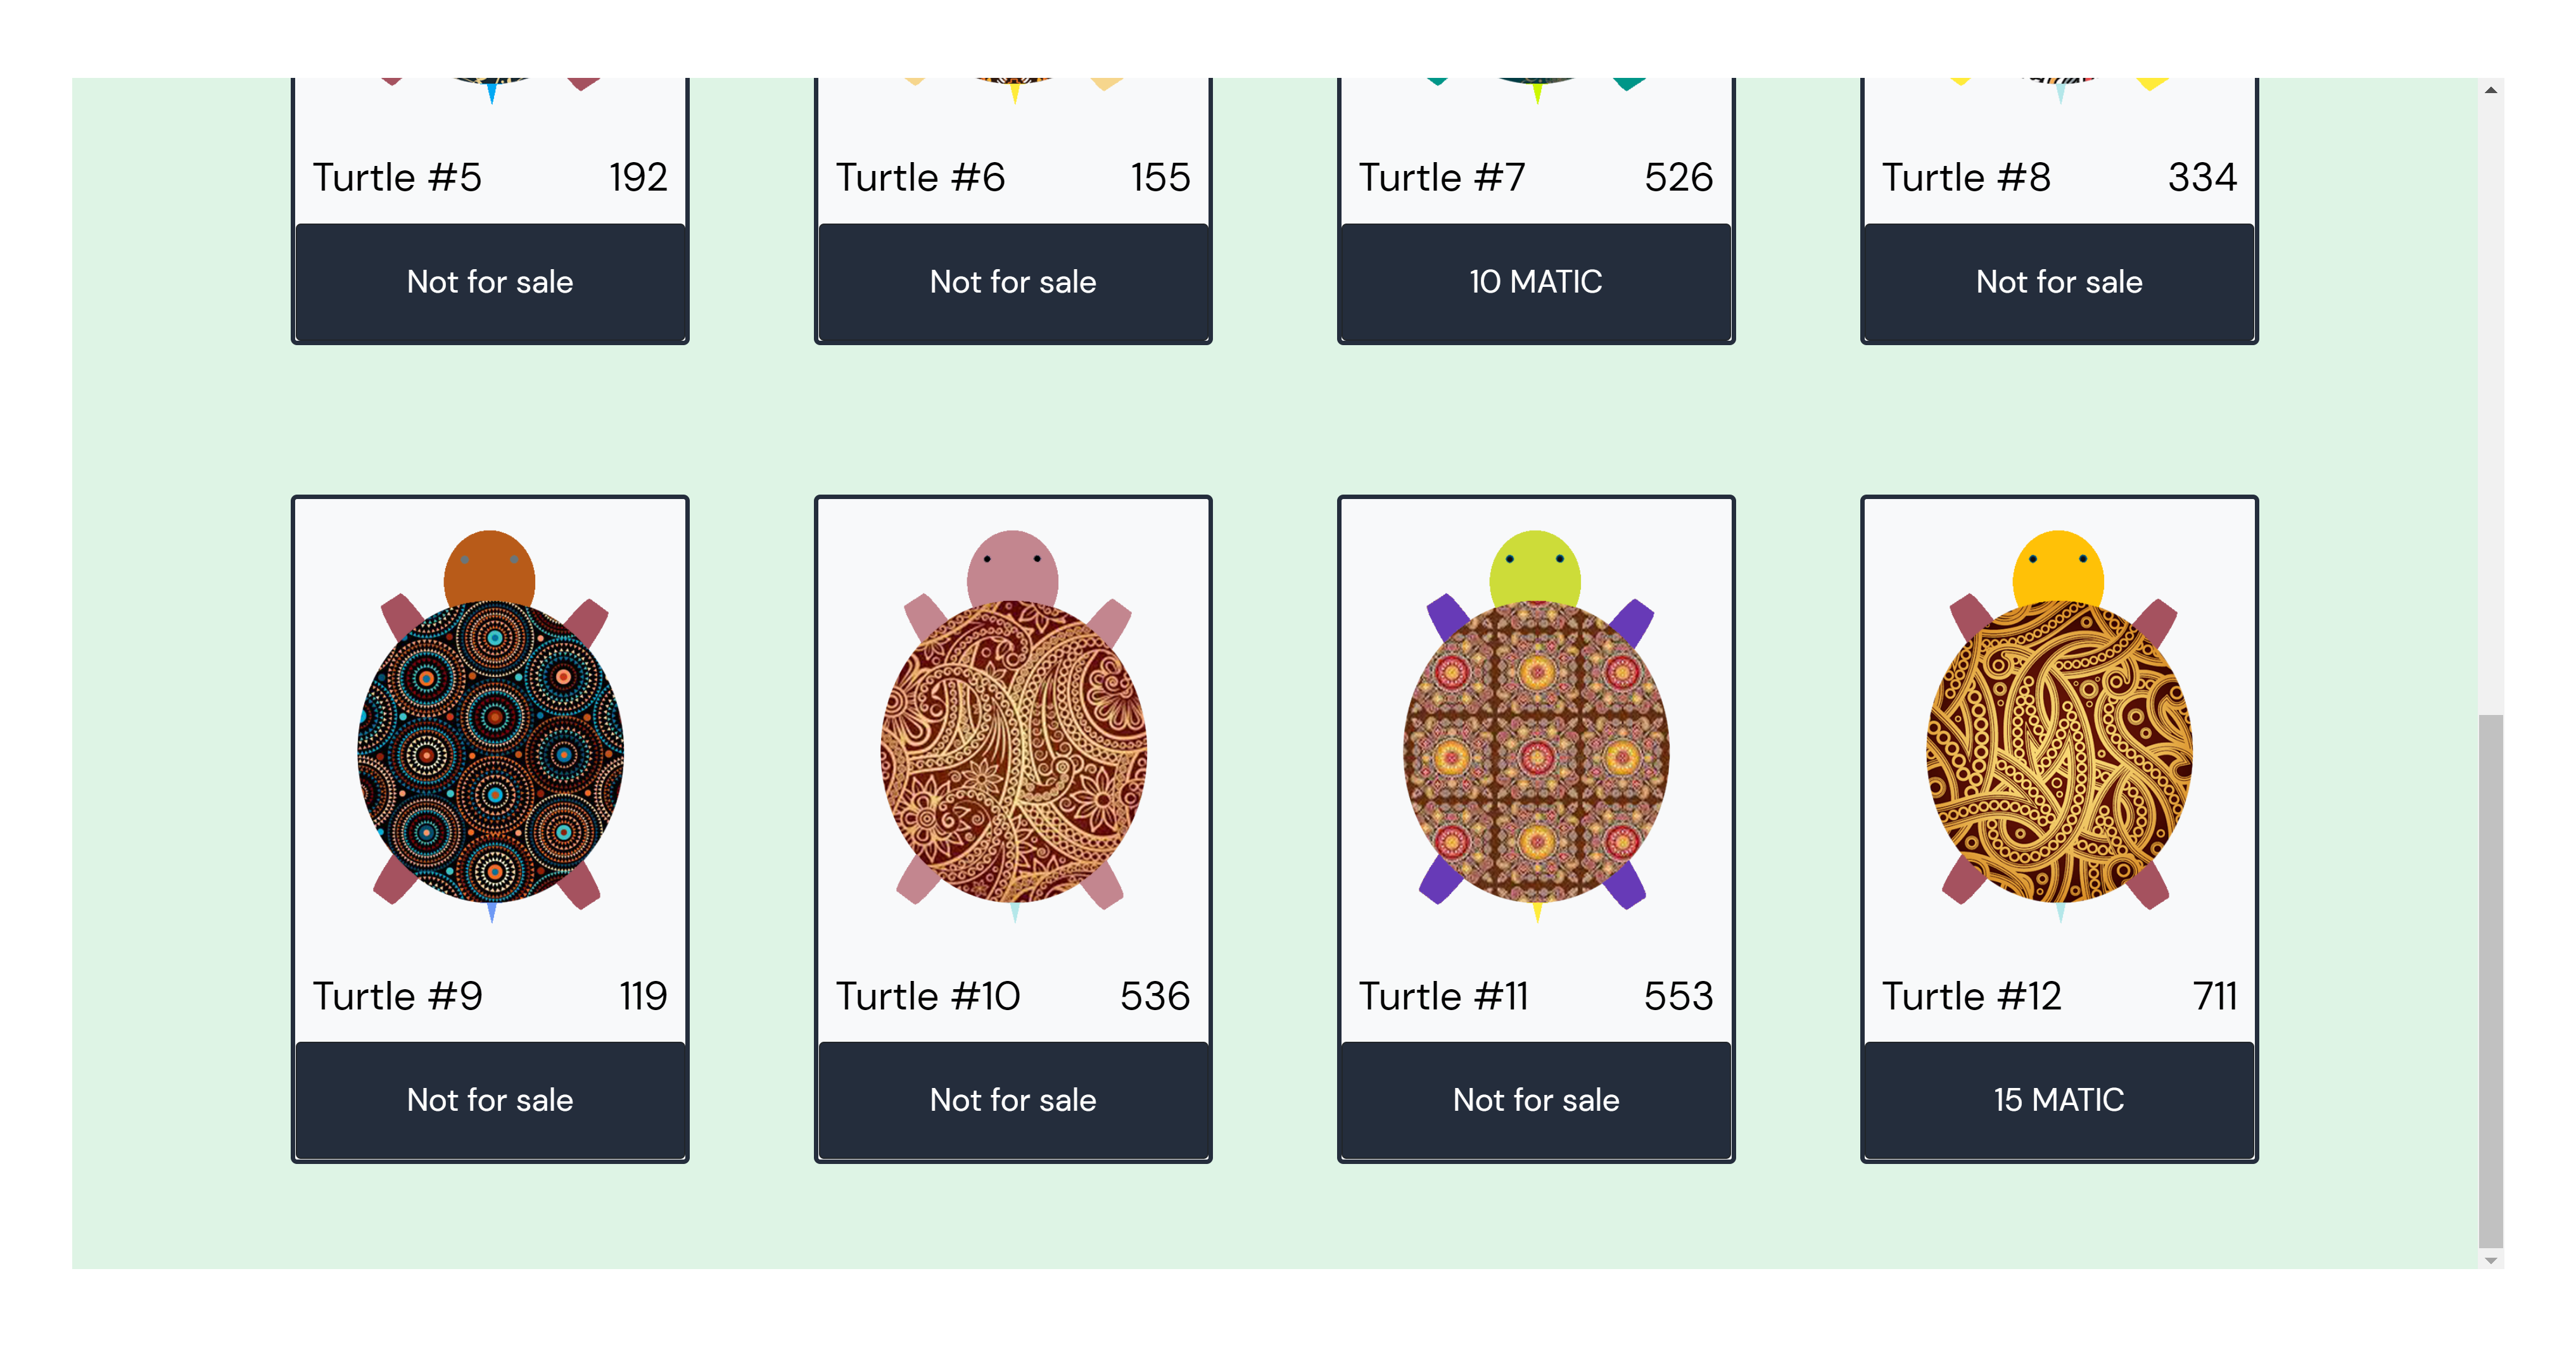 Turtle #5 192
Turtle #6 155
Turtle #7 526
Turtle #8 334
Not for sale
Not for sale
10 MATIC
Not for sale
Turtle #9 119
Turtle #10 536
Turtle #11 553
Turtle #12 711
Not for sale
Not for sale
Not for sale
15 MATIC